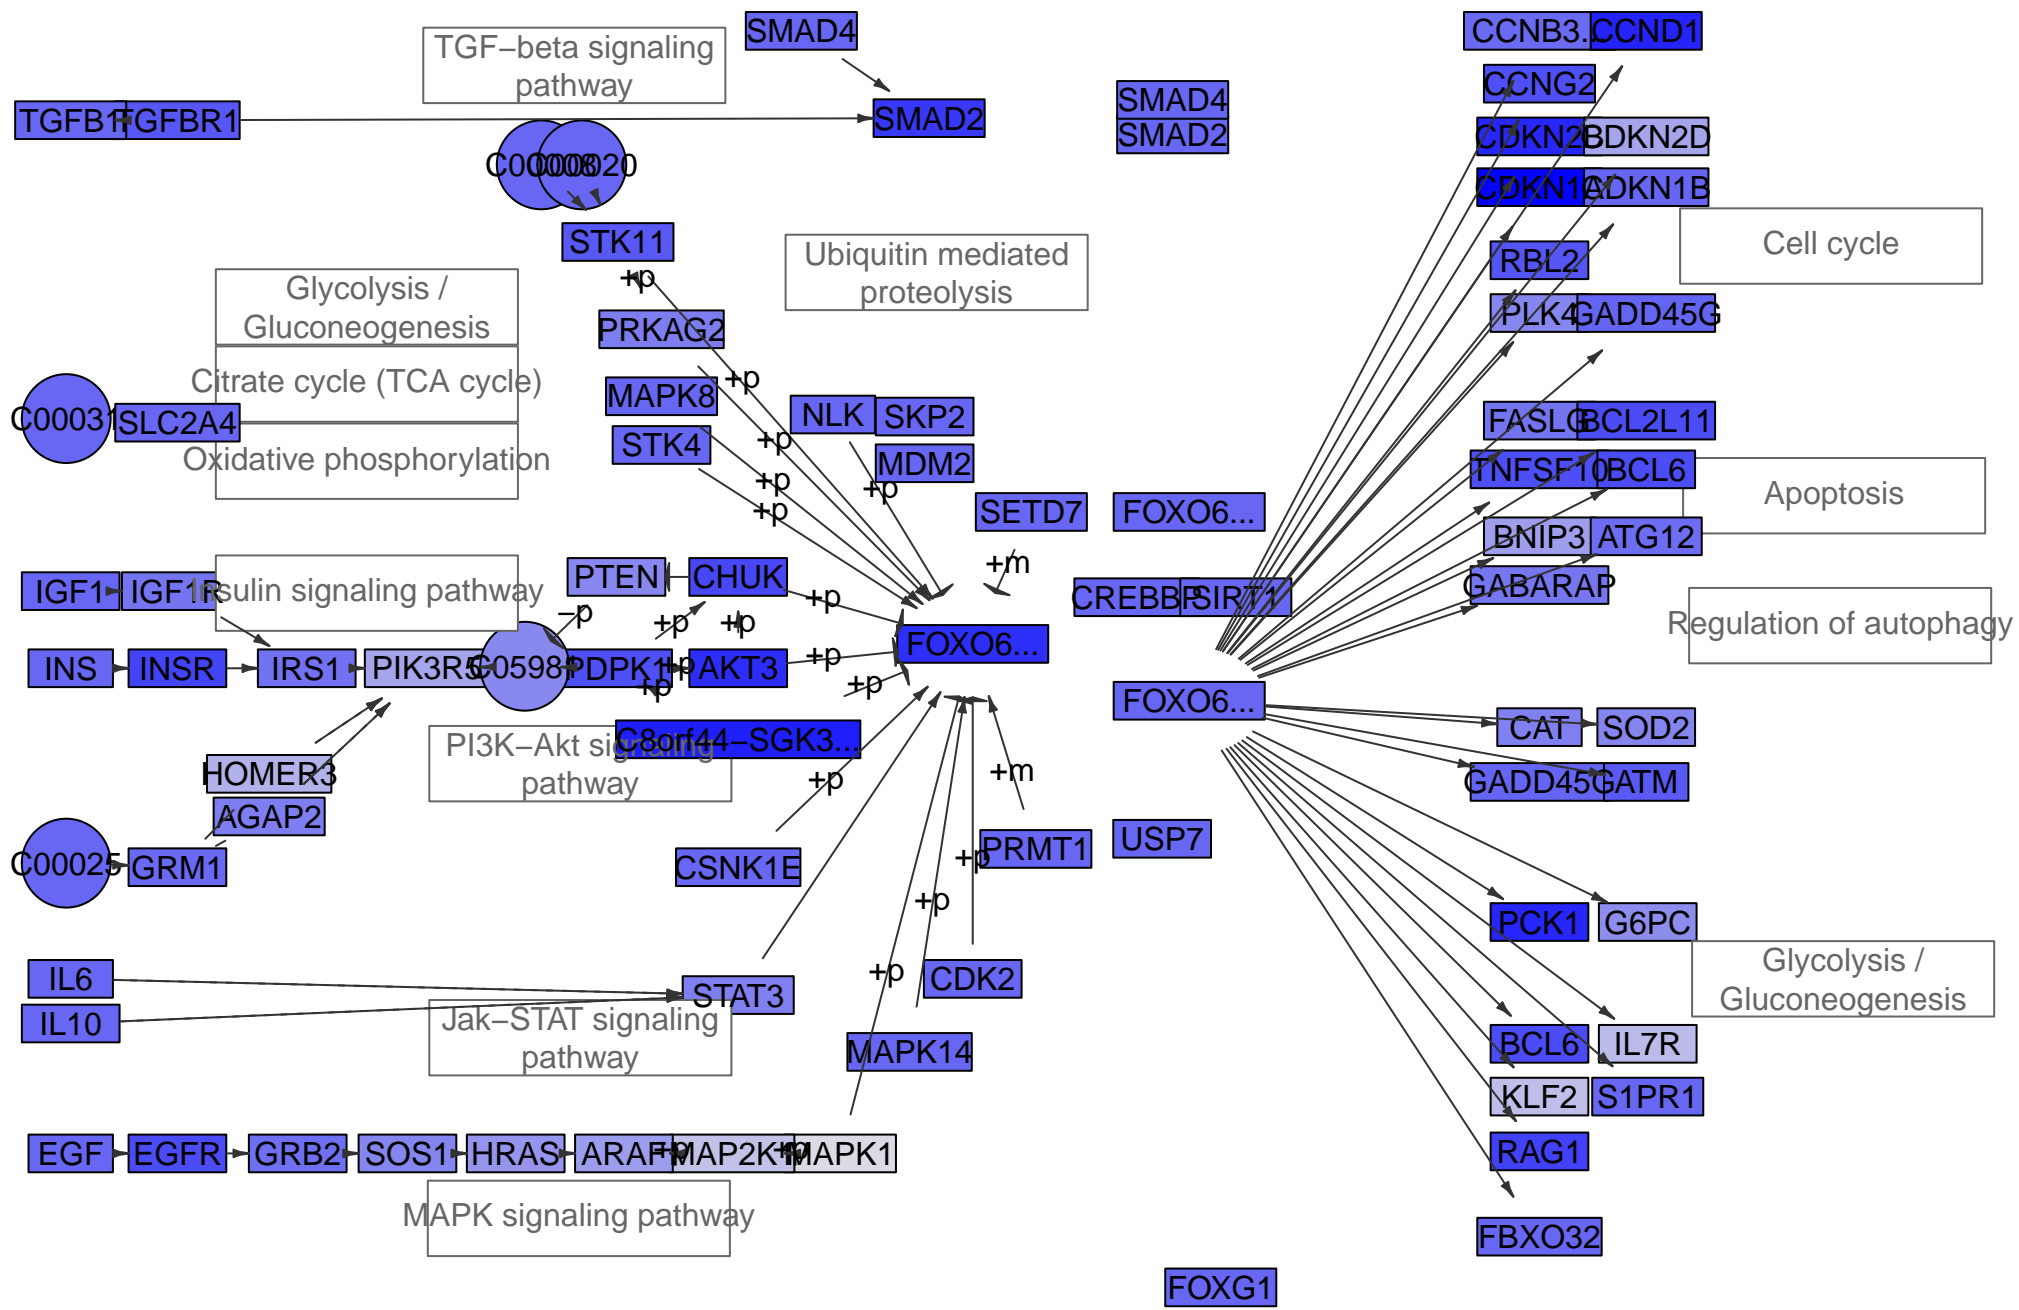 SMAD4
CCNB3...
CCND1
TGF−beta signaling
pathway
CCNG2
SMAD4
TGFB1
TGFBR1
SMAD2
SMAD2
CDKN2B
CDKN2D
C00020
CDKN1A
CDKN1B
STK11
Ubiquitin mediated
proteolysis
Cell cycle
RBL2
+p
Glycolysis /
Gluconeogenesis
PRKAG2
PLK4
GADD45G
Citrate cycle (TCA cycle)
+p
MAPK8
NLK
SKP2
C00031
SLC2A4
FASLG
BCL2L11
STK4
+p
Oxidative phosphorylation
MDM2
TNFSF10
BCL6
+p
+p
Apoptosis
+p
SETD7
FOXO6...
BNIP3
ATG12
+m
IGF1
IGF1R
Insulin signaling pathway
PTEN
CHUK
+p
CREBBP
SIRT1
GABARAP
−p
+p
+p
Regulation of autophagy
FOXO6...
INS
INSR
IRS1
PIK3R5
C05981
PDPK1
+p
AKT3
+p
+p
+p
FOXO6...
CAT
SOD2
C8orf44−SGK3...
PI3K−Akt signaling
pathway
HOMER3
+p
+m
GADD45G
GATM
AGAP2
C00025
GRM1
CSNK1E
+p
PRMT1
USP7
+p
PCK1
G6PC
IL6
+p
CDK2
STAT3
Glycolysis /
Gluconeogenesis
IL10
Jak−STAT signaling
pathway
MAPK14
BCL6
IL7R
KLF2
S1PR1
EGF
EGFR
GRB2
SOS1
HRAS
ARAF
+p
MAP2K1
+p
MAPK1
RAG1
MAPK signaling pathway
FBXO32
FOXG1